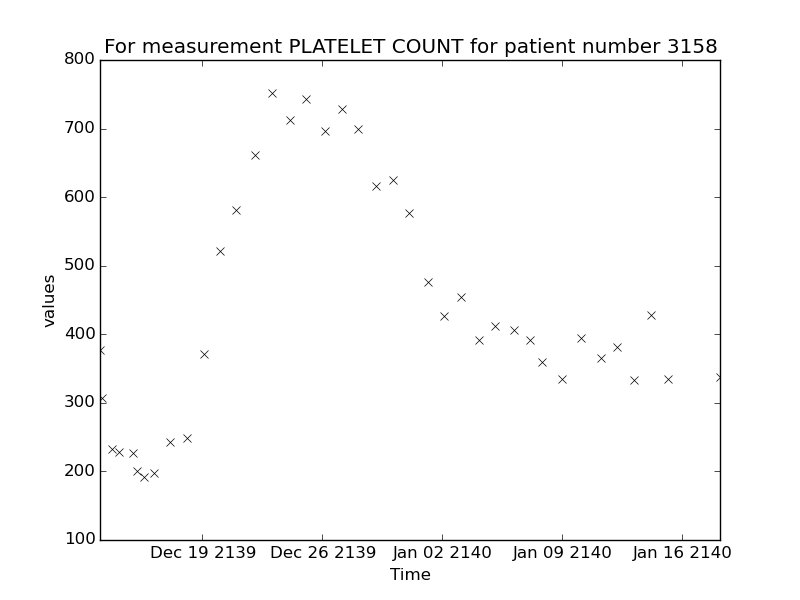 For measurement PLATELET COUNT for patient number 3158
800
700
600
500
400
300
200
100
values
Dec 19 2139 Dec 26 2139 Jan 02 2140 Jan 09 2140 Jan 16 2140
Time